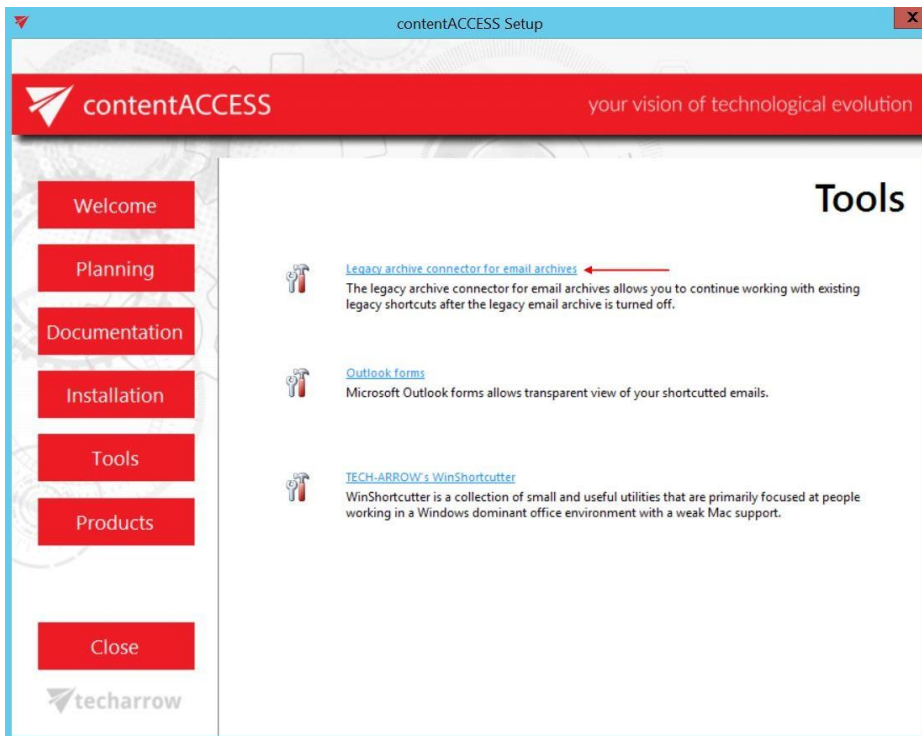 contentACCESS Setup
X
contentACCESS
your vision of technological evolution
Welcome
Planning
Documentation
Installation
Tools
Products
Close
techarrow
Tools
Legacy archive connector for email archives
The legacy archive connector for email archives allows you to continue working with existing
legacy shortcuts after the legacy email archive is turned off.
Outlook forms
Microsoft Outlook forms allows transparent view of your shortcutted emails.
TECH-ARROW's WinShortcutter
WinShortcutter is a collection of small and useful utilities that are primarily focused at people
working in a Windows dominant office environment with a weak Mac support.